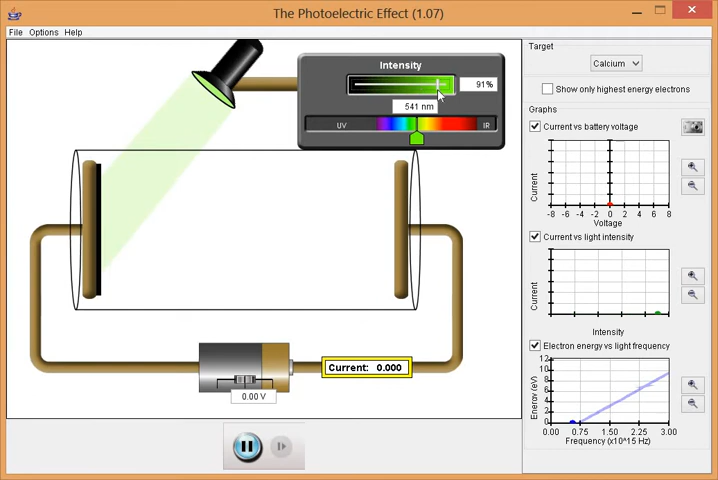 The Photoelectric Effect (1.07)
File Options Help
Intensity
91%
541 nm
UV
IR
Current: 0.000
0.00 V
Target
Calcium
Show only highest energy electrons
Graphs
Current vs battery voltage
Current
-8 -6 -4 -2 0 2 4 6 8
Voltage
Current vs light intensity
Current
Intensity
Electron energy vs light frequency
Energy (eV)
12
10
8
6
4
2
0
0.00 0.75 1.50 2.25 3.00
Frequency (x10^15 Hz)